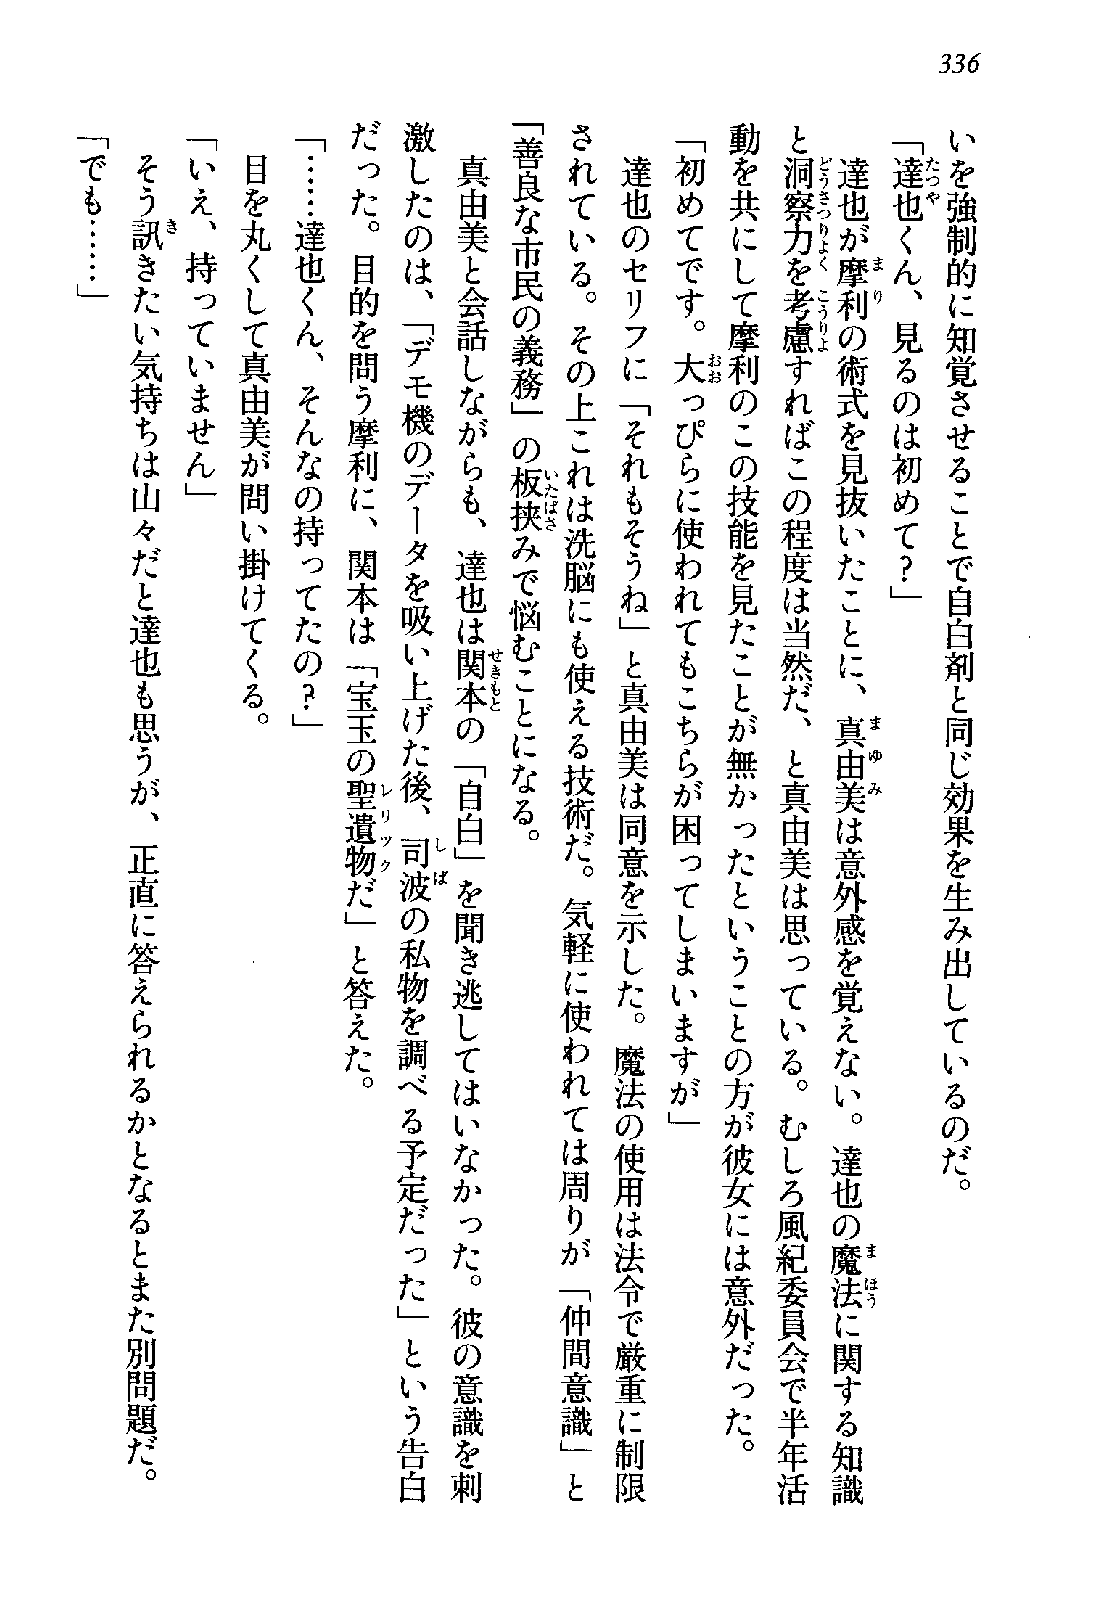 336
いを強制的に知覚させることで自白剤と同じ効果を生み出しているのだ。
「達也くん、見るのは初めて？」
達也が摩利の術式を見抜いたことに、真由美は意外感を覚えない。達也の魔法に関する知識
と洞察力を考慮すればこの程度は当然だ、と真由美は思っている。むしろ風紀委員会で半年活
動を共にして摩利のこの技能を見たことが無かったということの方が彼女には意外だった。
「初めてです。大っぴらに使われてもこちらが困ってしまいますが」
達也のセリフに「それもそうね」と真由美は同意を示した。魔法の使用は法令で厳重に制限
されている。その上これは洗脳にも使える技術だ。気軽に使われては周りが「仲間意識」と
「善良な市民の義務」の板挟みで悩むことになる。
真由美と会話しながらも、達也は関本の「自白」を聞き逃してはいなかった。彼の意識を刺
激したのは、「デモ機のデータを吸い上げた後、司波の私物を調べる予定だった」という告白
だった。目的を問う摩利に、関本は「宝玉の聖遺物だ」と答えた。
「……達也くん、そんなの持ってたの？」
目を丸くして真由美が問い掛けてくる。
「いえ、持っていません」
そう訊きたい気持ちは山々だと達也も思うが、正直に答えられるかとなるとまた別問題だ。
「でも……」